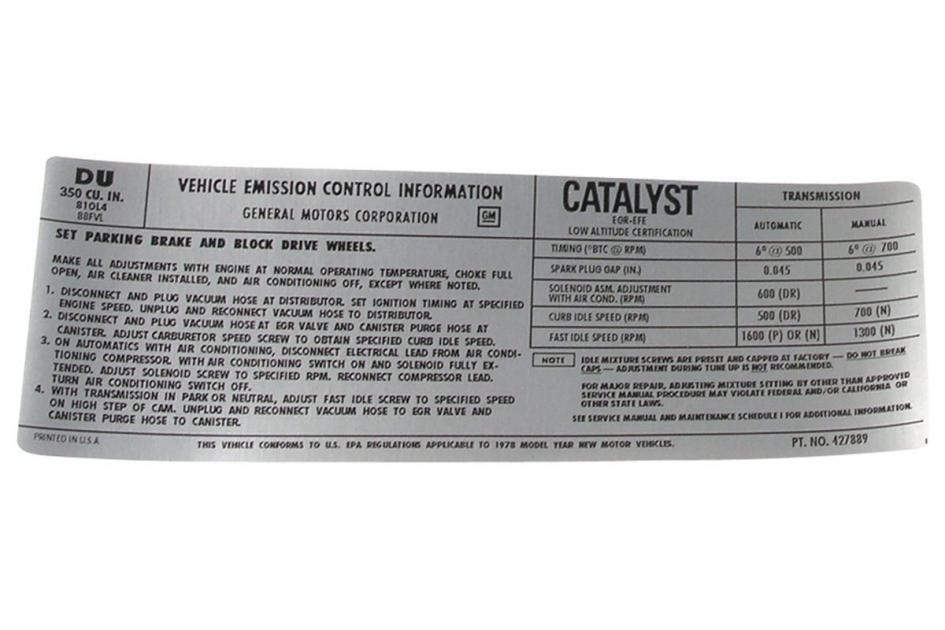 DU
350 CU. IN.
810L4
88FVL
VEHICLE EMISSION CONTROL INFORMATION
GENERAL MOTORS CORPORATION GM
SET PARKING BRAKE AND BLOCK DRIVE WHEELS.
MAKE ALL ADJUSTMENTS WITH ENGINE AT NORMAL OPERATING TEMPERATURE, CHOKE FULL
OPEN, AIR CLEANER INSTALLED, AND AIR CONDITIONING OFF, EXCEPT WHERE NOTED.
1. DISCONNECT AND PLUG VACUUM HOSE AT DISTRIBUTOR. SET IGNITION TIMING AT SPECIFIED
ENGINE SPEED. UNPLUG AND RECONNECT VACUUM HOSE TO DISTRIBUTOR.
2. DISCONNECT AND PLUG VACUUM HOSE AT EGR VALVE AND CANISTER PURGE HOSE AT
CANISTER. ADJUST CARBURETOR SPEED SCREW TO OBTAIN SPECIFIED CURB IDLE SPEED.
3. ON AUTOMATICS WITH AIR CONDITIONING, DISCONNECT ELECTRICAL LEAD FROM AIR CONDI-
TIONING COMPRESSOR. WITH AIR CONDITIONING SWITCH ON AND SOLENOID FULLY EX-
TENDED. ADJUST SOLENOID SCREW TO SPECIFIED RPM. RECONNECT COMPRESSOR LEAD.
TURN AIR CONDITIONING SWITCH OFF.
4. WITH TRANSMISSION IN PARK OR NEUTRAL, ADJUST FAST IDLE SCREW TO SPECIFIED SPEED
ON HIGH STEP OF CAM. UNPLUG AND RECONNECT VACUUM HOSE TO EGR VALVE AND
CANISTER PURGE HOSE TO CANISTER.
CATALYST
EGR-EFE
LOW ALTITUDE CERTIFICATION
TRANSMISSION
AUTOMATIC MANUAL
TIMING (°BTC @ RPM) 6° @ 500 6° @ 700
SPARK PLUG GAP (IN.) 0.045 0.045
SOLENOID ASM. ADJUSTMENT
WITH AIR COND. (RPM) 600 (DR) ——
CURB IDLE SPEED (RPM) 500 (DR) 700 (N)
FAST IDLE SPEED (RPM) 1600 (P) OR (N) 1300 (N)
NOTE IDLE MIXTURE SCREWS ARE PRESET AND CAPPED AT FACTORY — DO NOT BREAK
CAPS — ADJUSTMENT DURING TUNE UP IS NOT RECOMMENDED.
FOR MAJOR REPAIR, ADJUSTING MIXTURE SETTING BY OTHER THAN APPROVED
SERVICE MANUAL PROCEDURE MAY VIOLATE FEDERAL AND/OR CALIFORNIA OR
OTHER STATE LAWS.
SEE SERVICE MANUAL AND MAINTENANCE SCHEDULE I FOR ADDITIONAL INFORMATION.
PRINTED IN U.S.A. THIS VEHICLE CONFORMS TO U.S. EPA REGULATIONS APPLICABLE TO 1978 MODEL YEAR NEW MOTOR VEHICLES. PT. NO. 427889